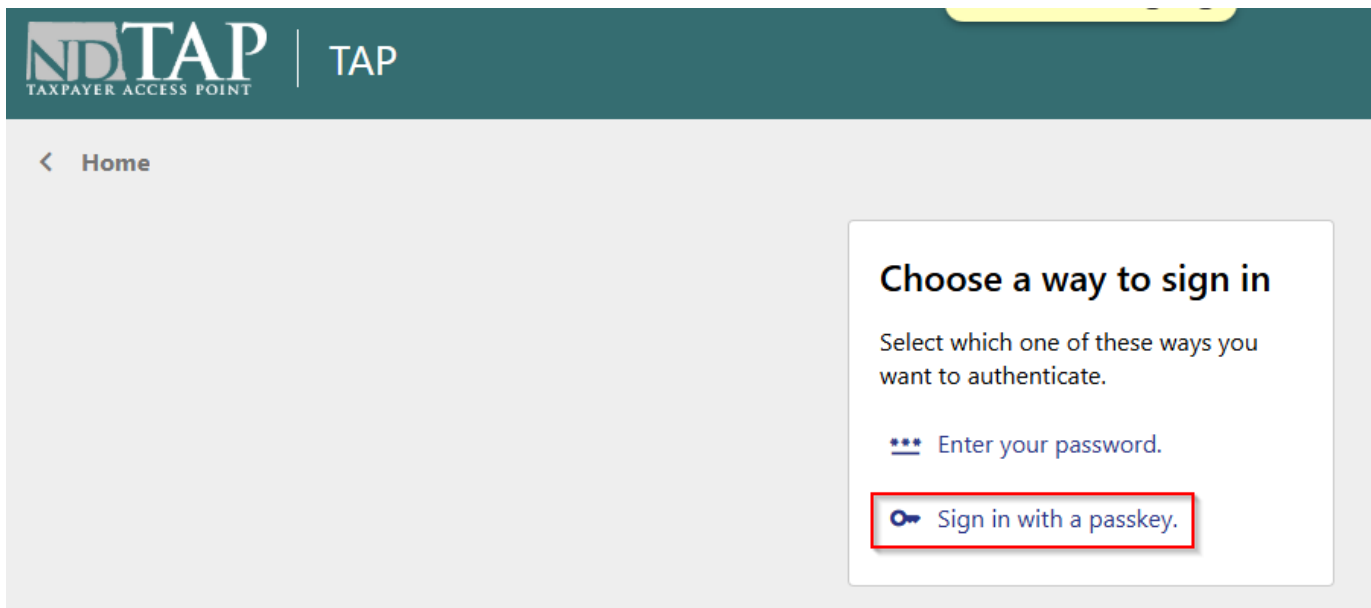 NDTAP
TAXPAYER ACCESS POINT
TAP
Home
Choose a way to sign in
Select which one of these ways you
want to authenticate.
Enter your password.
Sign in with a passkey.